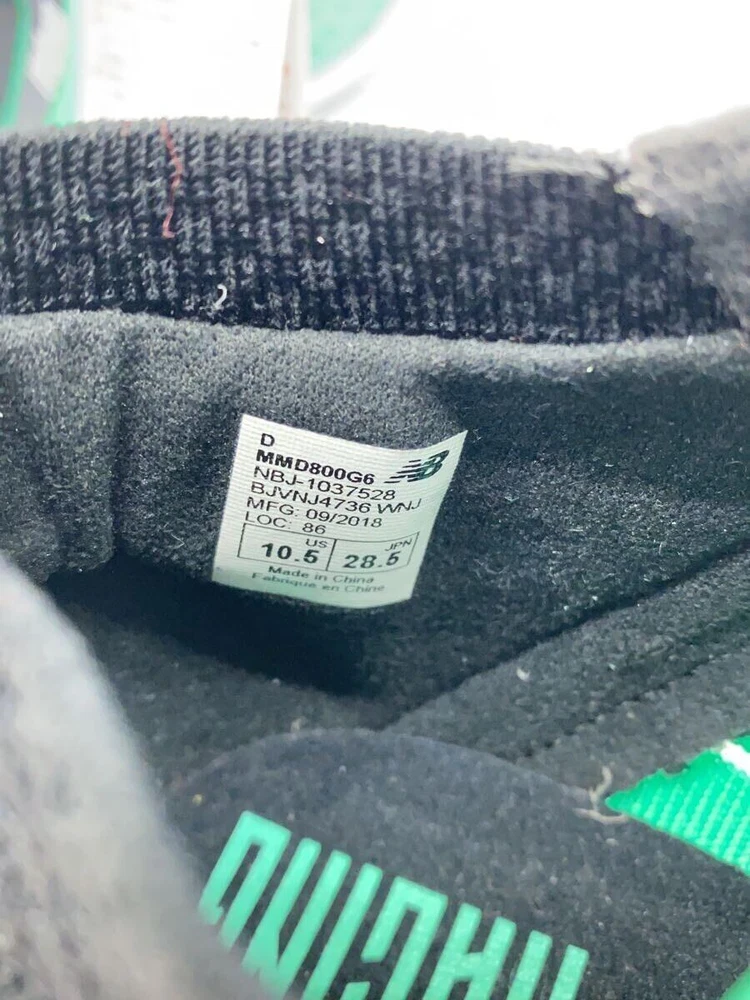 D
MMD800G6
NBJ-1037528
BJVNJ4736 WNJ
MFG: 09/2018
LOC: 86
US JPN
10.5 28.5
Made in China
Fabriqué en Chine